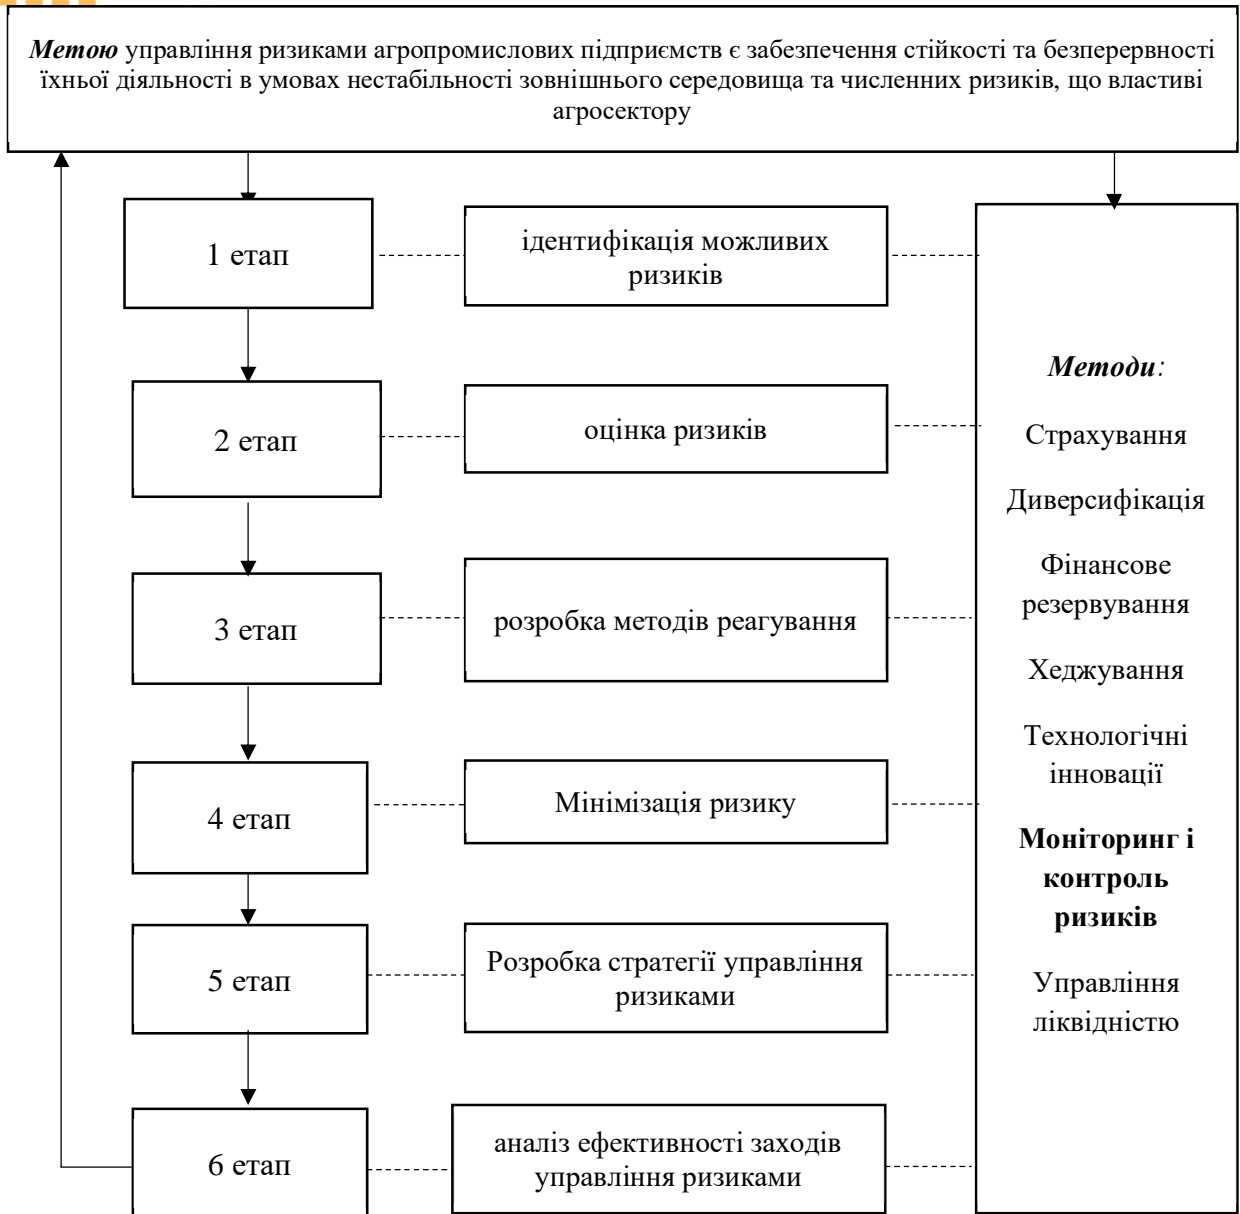 Метою управління ризиками агропромислових підприємств є забезпечення стійкості та безперервності
їхньої діяльності в умовах нестабільності зовнішнього середовища та численних ризиків, що властиві
агросектору
1 етап
ідентифікація можливих
ризиків
2 етап
оцінка ризиків
3 етап
розробка методів реагування
4 етап
Мінімізація ризику
5 етап
Розробка стратегії управління
ризиками
6 етап
аналіз ефективності заходів
управління ризиками
Методи:
Страхування
Диверсифікація
Фінансове
резервування
Хеджування
Технологічні
інновації
Моніторинг і
контроль
ризиків
Управління
ліквідністю